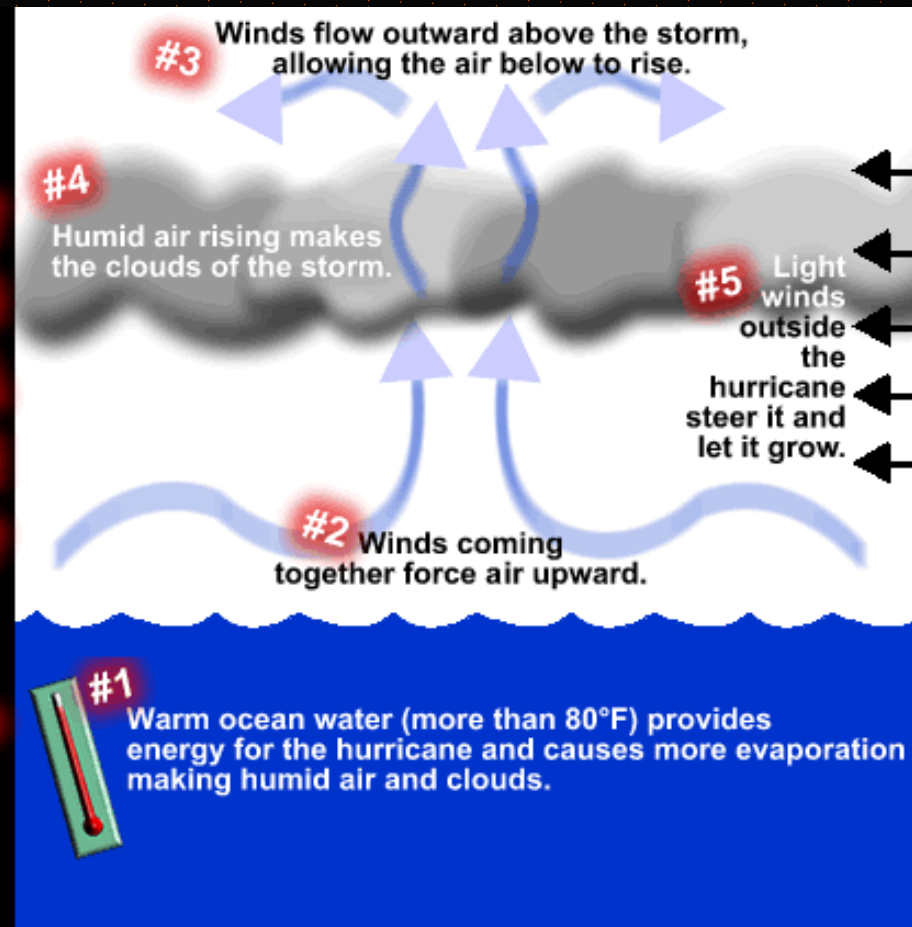 #3
Winds flow outward above the storm,
allowing the air below to rise.
#4
Humid air rising makes
the clouds of the storm.
#5
Light
winds
outside
the
hurricane
steer it and
let it grow.
#2
Winds coming
together force air upward.
#1
Warm ocean water (more than 80°F) provides
energy for the hurricane and causes more evaporation
making humid air and clouds.